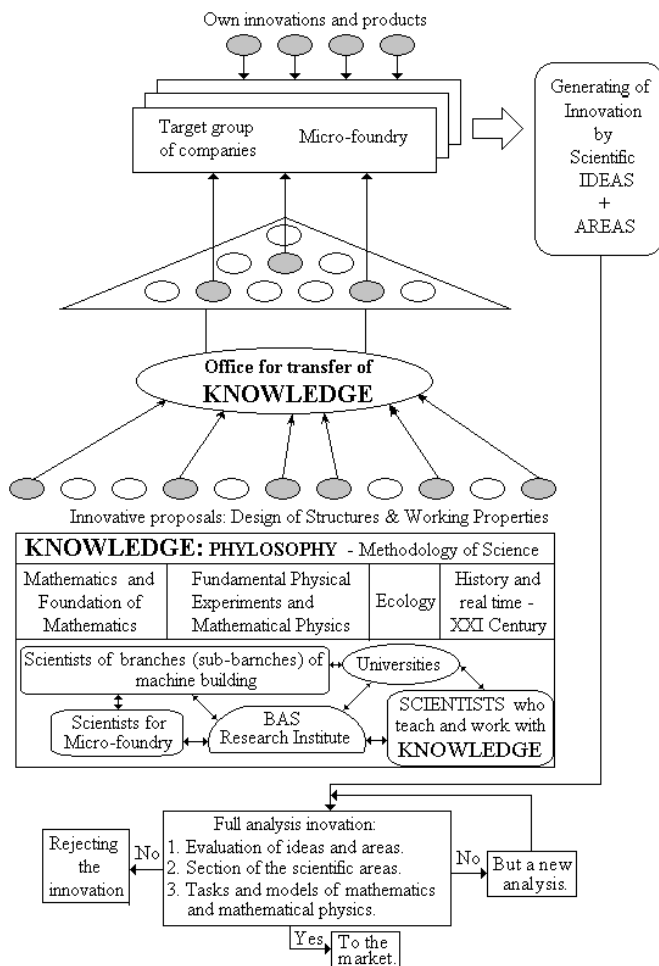 Own innovations and products
Target group
of companies
Micro-foundry
Generating of
Innovation
by
Scientific
IDEAS
+
AREAS
Office for transfer of
KNOWLEDGE
Innovative proposals: Design of Structures & Working Properties
KNOWLEDGE: PHYLOSOPHY - Methodology of Science
Mathematics and
Foundation of
Mathematics
Fundamental Physical
Experiments and
Mathematical Physics
Ecology
History and
real time -
XXI Century
Scientists of branches (sub-barnches) of
machine building
Universities
Scientists for
Micro-foundry
BAS
Research Institute
SCIENTISTS who
teach and work with
KNOWLEDGE
Full analysis inovation:
1. Evaluation of ideas and areas.
2. Section of the scientific areas.
3. Tasks and models of mathematics
and mathematical physics.
Rejecting
the
innovation
No
No
But a new
analysis.
Yes
To the
market.